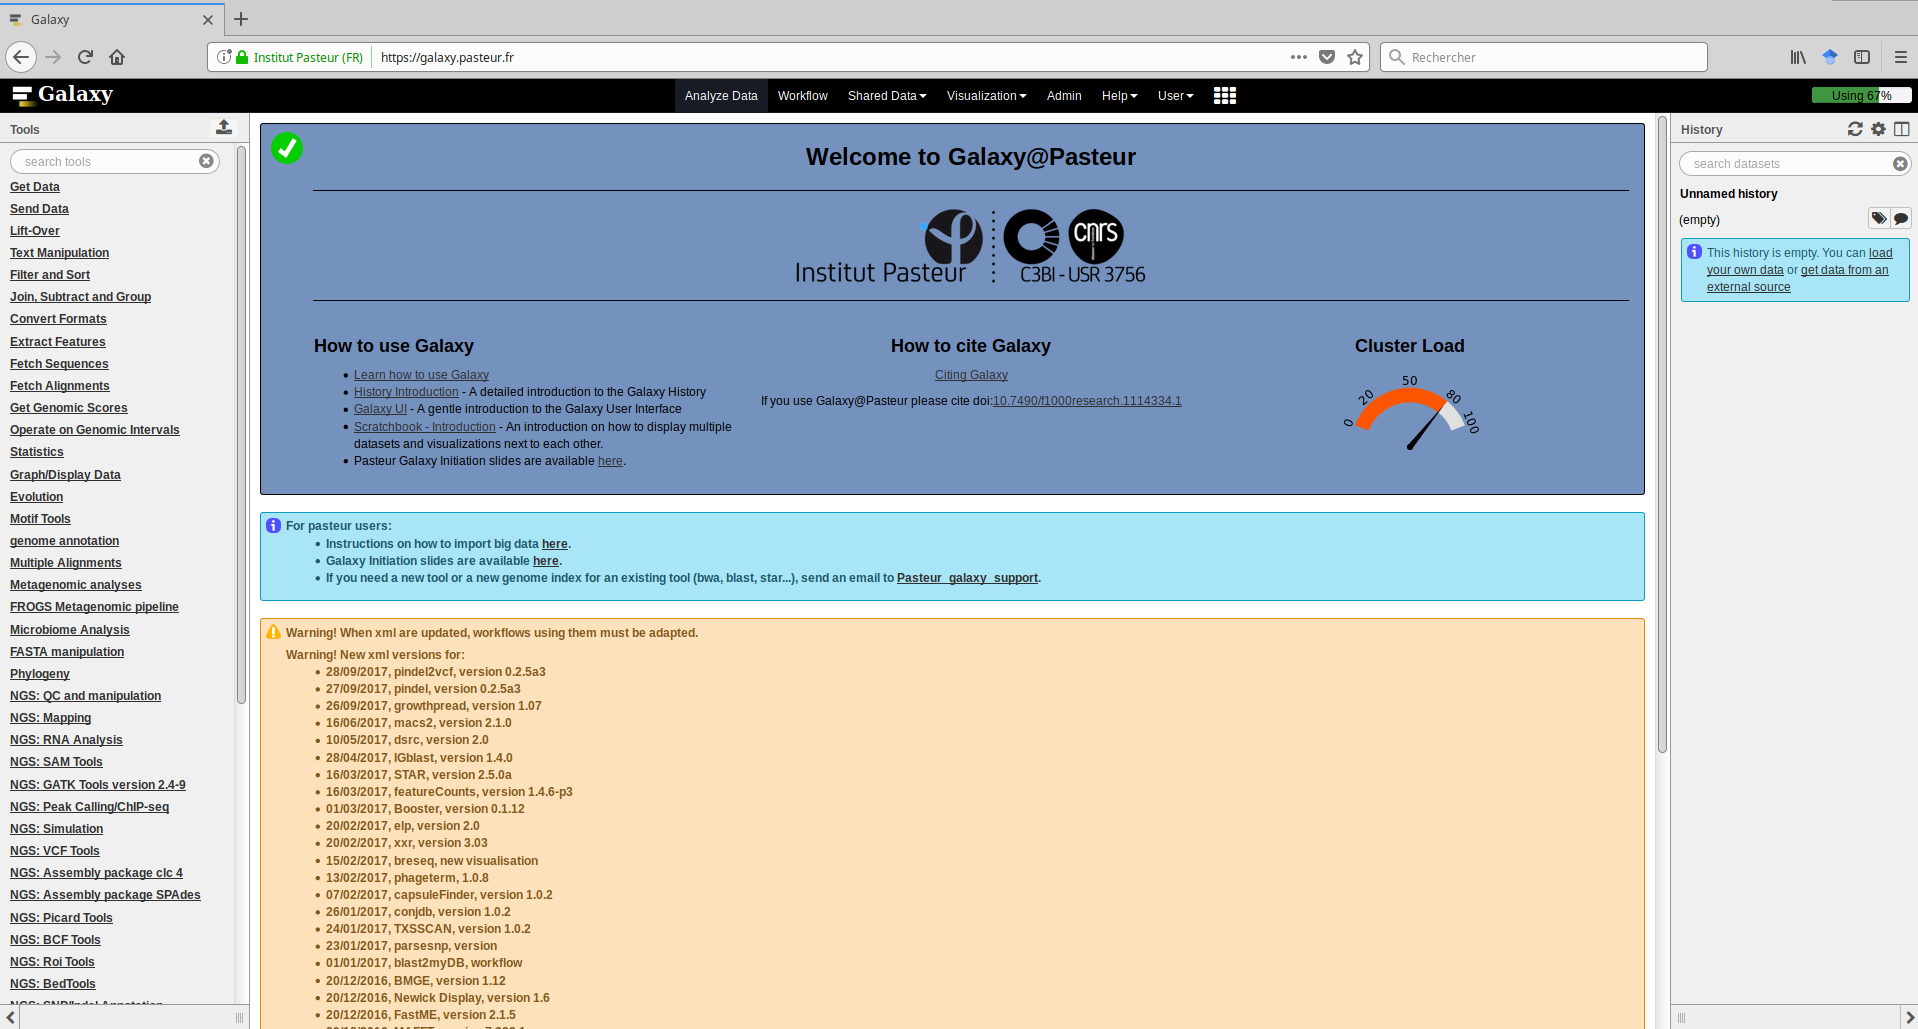 Galaxy
Institut Pasteur (FR)
https://galaxy.pasteur.fr
Rechercher
Galaxy
Analyze Data
Workflow
Shared Data
Visualization
Admin
Help
User
Using 67%
Tools
search tools
Get Data
Send Data
Lift-Over
Text Manipulation
Filter and Sort
Join, Subtract and Group
Convert Formats
Extract Features
Fetch Sequences
Fetch Alignments
Get Genomic Scores
Operate on Genomic Intervals
Statistics
Graph/Display Data
Evolution
Motif Tools
genome annotation
Multiple Alignments
Metagenomic analyses
FROGS Metagenomic pipeline
Microbiome Analysis
FASTA manipulation
Phylogeny
NGS: QC and manipulation
NGS: Mapping
NGS: RNA Analysis
NGS: SAM Tools
NGS: GATK Tools version 2.4-9
NGS: Peak Calling/ChIP-seq
NGS: Simulation
NGS: VCF Tools
NGS: Assembly package clc 4
NGS: Assembly package SPAdes
NGS: Picard Tools
NGS: BCF Tools
NGS: Roi Tools
NGS: BedTools
Welcome to Galaxy@Pasteur
Institut Pasteur
cnrs
C3BI - USR 3756
How to use Galaxy
• Learn how to use Galaxy
• History Introduction - A detailed introduction to the Galaxy History
• Galaxy UI - A gentle introduction to the Galaxy User Interface
• Scratchbook - Introduction - An introduction on how to display multiple
datasets and visualizations next to each other.
• Pasteur Galaxy Initiation slides are available here.
How to cite Galaxy
Citing Galaxy
If you use Galaxy@Pasteur please cite doi:10.7490/f1000research.1114334.1
Cluster Load
0
20
50
80
100
For pasteur users:
• Instructions on how to import big data here.
• Galaxy Initiation slides are available here.
• If you need a new tool or a new genome index for an existing tool (bwa, blast, star...), send an email to Pasteur_galaxy_support.
Warning! When xml are updated, workflows using them must be adapted.
Warning! New xml versions for:
• 28/09/2017, pindel2vcf, version 0.2.5a3
• 27/09/2017, pindel, version 0.2.5a3
• 26/09/2017, growthpread, version 1.07
• 16/06/2017, macs2, version 2.1.0
• 10/05/2017, dsrc, version 2.0
• 28/04/2017, IGblast, version 1.4.0
• 16/03/2017, STAR, version 2.5.0a
• 16/03/2017, featureCounts, version 1.4.6-p3
• 01/03/2017, Booster, version 0.1.12
• 20/02/2017, elp, version 2.0
• 20/02/2017, xxr, version 3.03
• 15/02/2017, breseq, new visualisation
• 13/02/2017, phageterm, 1.0.8
• 07/02/2017, capsuleFinder, version 1.0.2
• 26/01/2017, conjdb, version 1.0.2
• 24/01/2017, TXSSCAN, version 1.0.2
• 23/01/2017, parsesnp, version
• 01/01/2017, blast2myDB, workflow
• 20/12/2016, BMGE, version 1.12
• 20/12/2016, Newick Display, version 1.6
• 20/12/2016, FastME, version 2.1.5
History
search datasets
Unnamed history
(empty)
This history is empty. You can load
your own data or get data from an
external source